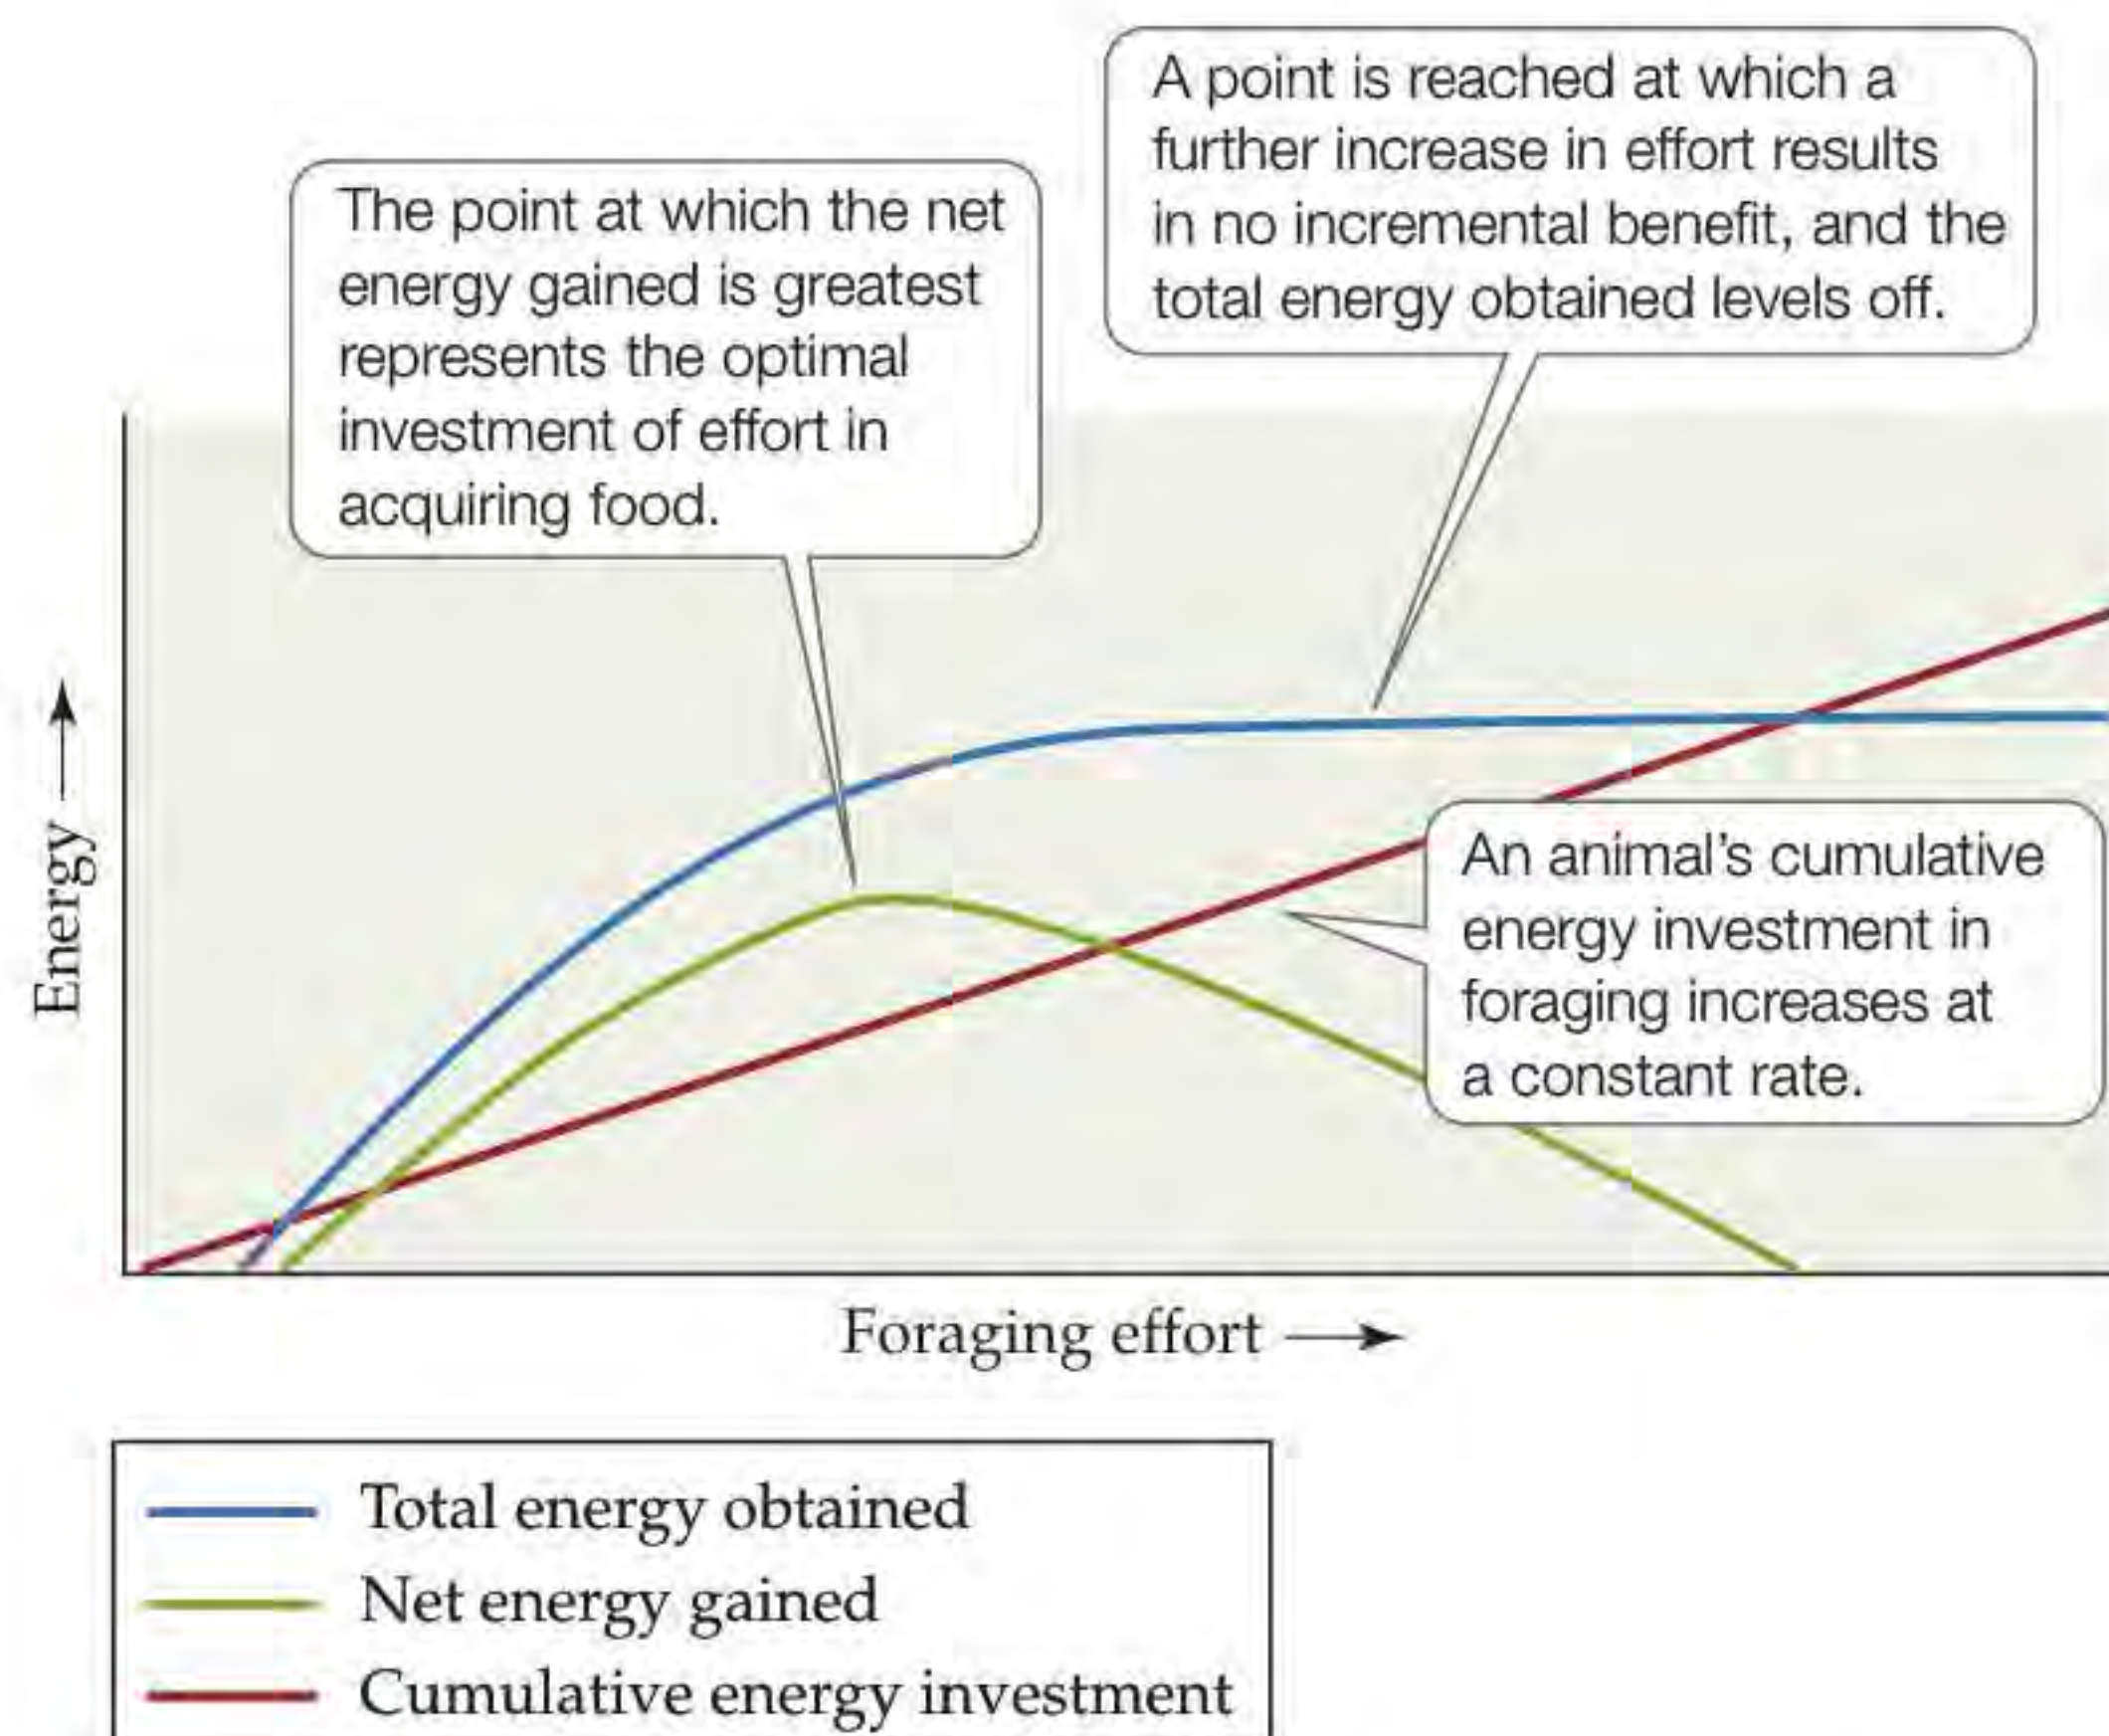 The point at which the net
energy gained is greatest
represents the optimal
investment of effort in
acquiring food.
A point is reached at which a
further increase in effort results
in no incremental benefit, and the
total energy obtained levels off.
An animal's cumulative
energy investment in
foraging increases at
a constant rate.
Energy
Foraging effort
Total energy obtained
Net energy gained
Cumulative energy investment